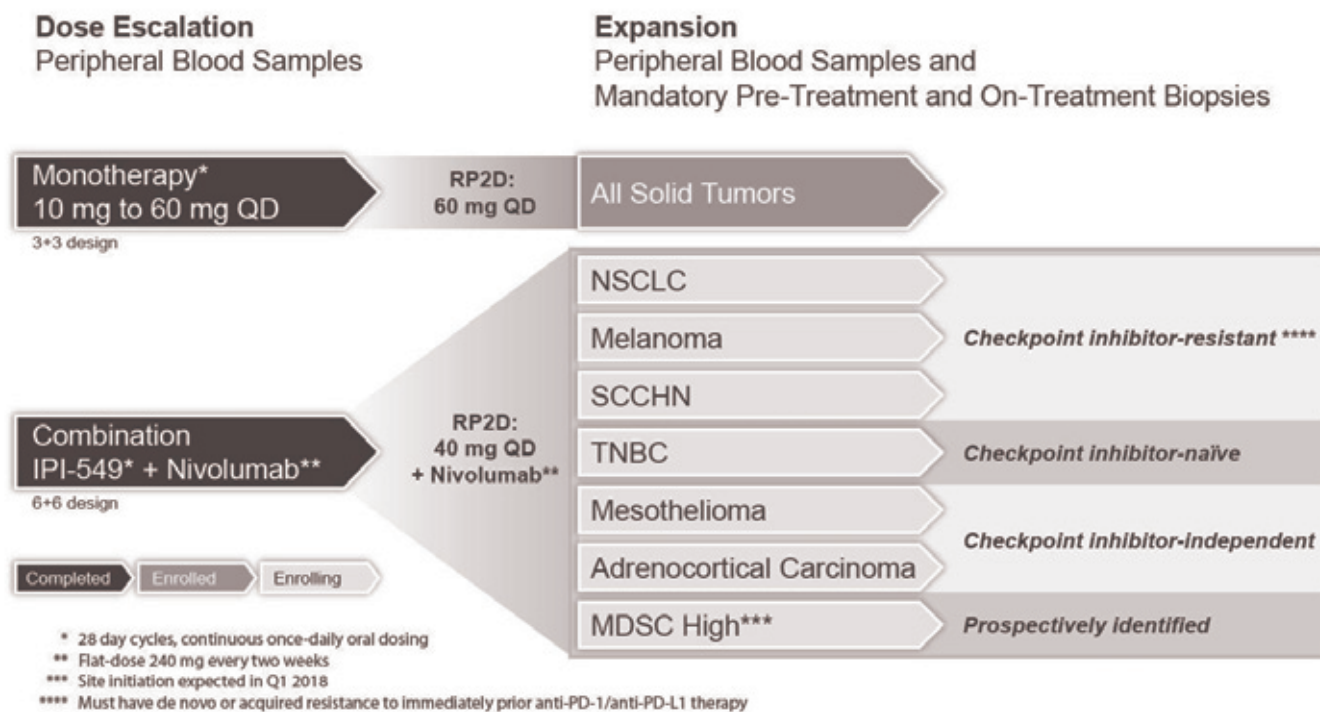 Dose Escalation
Peripheral Blood Samples
Expansion
Peripheral Blood Samples and
Mandatory Pre-Treatment and On-Treatment Biopsies
Monotherapy*
10 mg to 60 mg QD
3+3 design
RP2D:
60 mg QD
All Solid Tumors
Combination
IPI-549* + Nivolumab**
6+6 design
RP2D:
40 mg QD
+ Nivolumab**
NSCLC
Melanoma
SCCHN
Checkpoint inhibitor-resistant ****
TNBC
Checkpoint inhibitor-naïve
Mesothelioma
Adrenocortical Carcinoma
Checkpoint inhibitor-independent
MDSC High***
Prospectively identified
Completed
Enrolled
Enrolling
* 28 day cycles, continuous once-daily oral dosing
** Flat-dose 240 mg every two weeks
*** Site initiation expected in Q1 2018
**** Must have de novo or acquired resistance to immediately prior anti-PD-1/anti-PD-L1 therapy